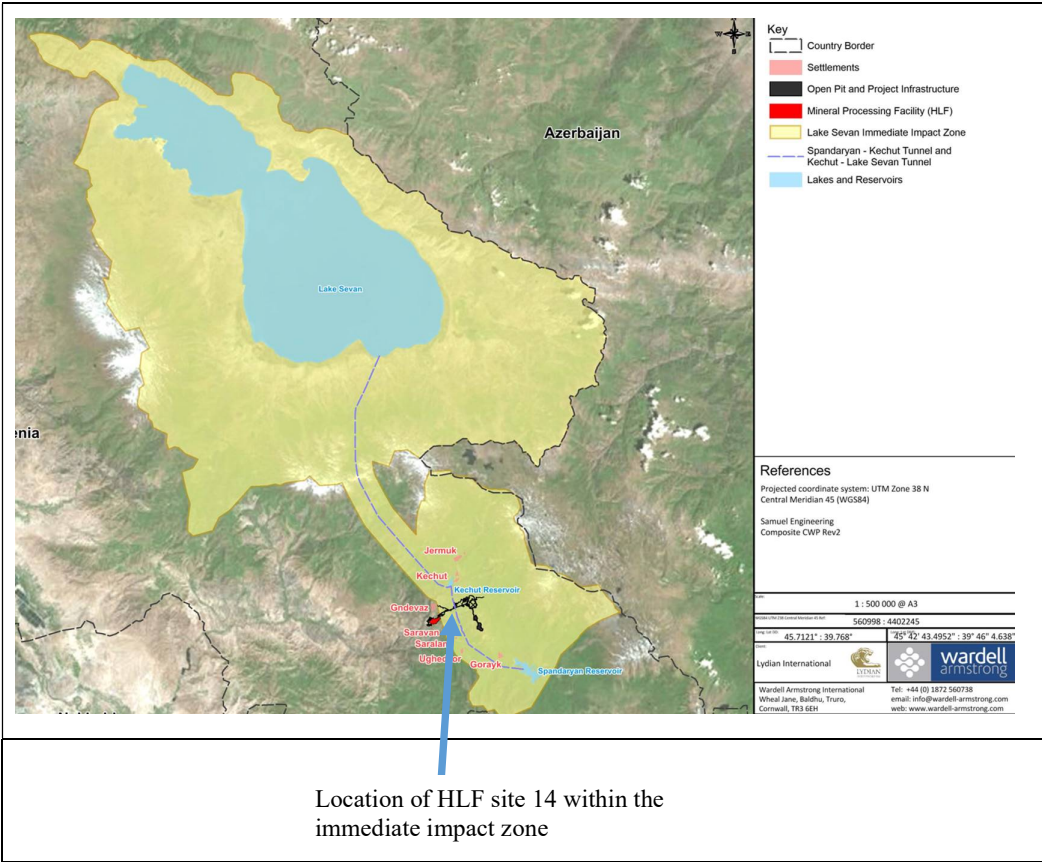 Key
Country Border
Settlements
Open Pit and Project Infrastructure
Mineral Processing Facility (HLF)
Lake Sevan Immediate Impact Zone
Spandaryan - Kechut Tunnel and
Kechut - Lake Sevan Tunnel
Lakes and Reservoirs
Azerbaijan
Lake Sevan
enia
Jermuk
Kechut
Kechut Reservoir
Gndevaz
Saravan
Saralan
Ughedzor
Gorayk
Spandaryan Reservoir
References
Projected coordinate system: UTM Zone 38 N
Central Meridian 45 (WGS84)
Samuel Engineering
Composite CWP Rev2
1 : 500 000 @ A3
560998 : 4402245
45.7121° : 39.768°
45° 42' 43.4952" : 39° 46' 4.638"
Lydian International
LYDIAN
wardell
armstrong
Wardell Armstrong International
Wheal Jane, Baldhu, Truro,
Cornwall, TR3 6EH
Tel: +44 (0) 1872 560738
email: info@wardell-armstrong.com
web: www.wardell-armstrong.com
Location of HLF site 14 within the
immediate impact zone